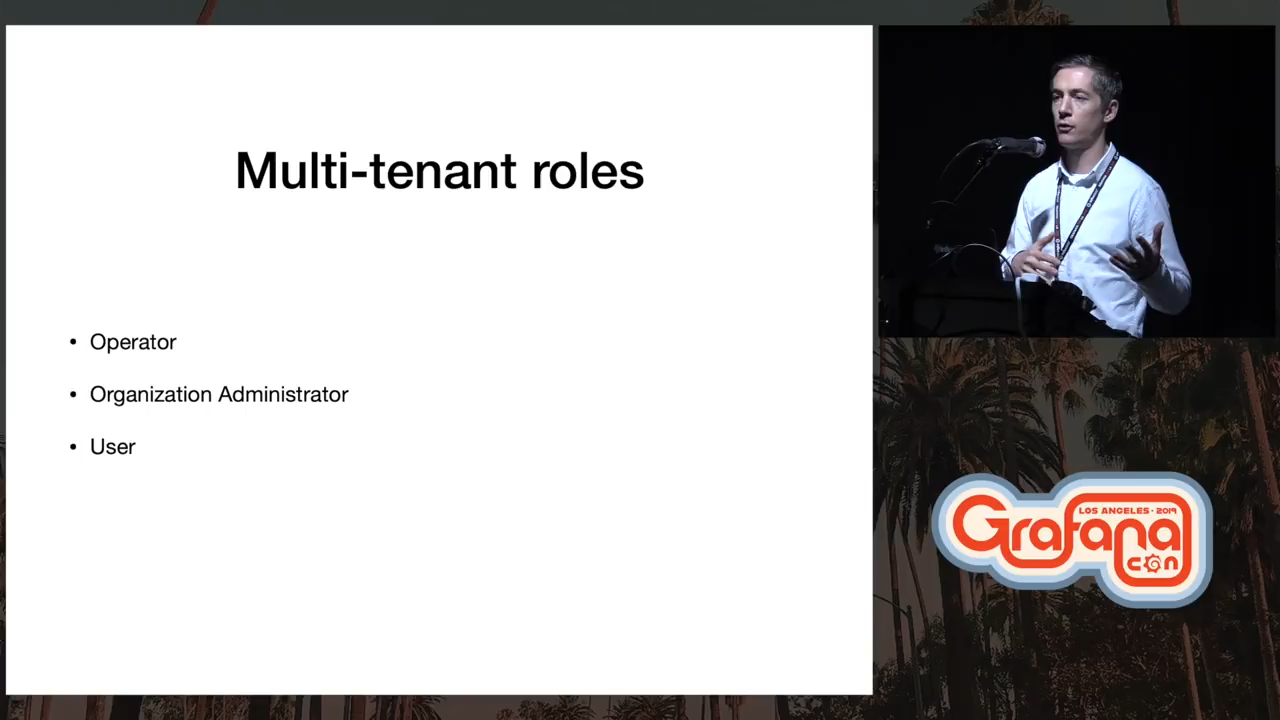 Multi-tenant roles
• Operator
• Organization Administrator
• User
LOS ANGELES · 2019
Grafana
con